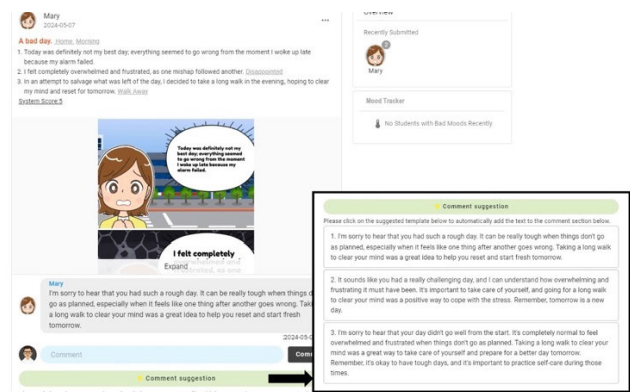 Mary
2024-05-07
...
A bad day. Home, Morning
1. Today was definitely not my best day; everything seemed to go wrong from the moment I woke up late
because my alarm failed.
2. I felt completely overwhelmed and frustrated, as one mishap followed another. Disappointed
3. In an attempt to salvage what was left of the day, I decided to take a long walk in the evening, hoping to clear
my mind and reset for tomorrow. Walk Away
System Score:5
Today was definitely not my
best day; everything seemed
to go wrong from the moment
I woke up late because my
alarm failed.
I felt completely
overwhelmed and
Expand
Mary
I'm sorry to hear that you had such a rough day. It can be really tough when things d
go as planned, especially when it feels like one thing after another goes wrong. Tak
a long walk to clear your mind was a great idea to help you reset and start fresh
tomorrow.
2024-05-0
Comment
Com
Comment suggestion
Overview
Recently Submitted
Mary
Mood Tracker
No Students with Bad Moods Recently
Comment suggestion
Please click on the suggested template below to automatically add the text to the comment section below.
1. I'm sorry to hear that you had such a rough day. It can be really tough when things don't go
as planned, especially when it feels like one thing after another goes wrong. Taking a long walk
to clear your mind was a great idea to help you reset and start fresh tomorrow.
2. It sounds like you had a really challenging day, and I can understand how overwhelming and
frustrating it must have been. It's important to take care of yourself, and going for a long walk
to clear your mind was a positive way to cope with the stress. Remember, tomorrow is a new
day.
3. I'm sorry to hear that your day didn't go well from the start. It's completely normal to feel
overwhelmed and frustrated when things don't go as planned. Taking a long walk to clear your
mind was a great way to take care of yourself and prepare for a better day tomorrow.
Remember, it's okay to have tough days, and it's important to practice self-care during those
times.